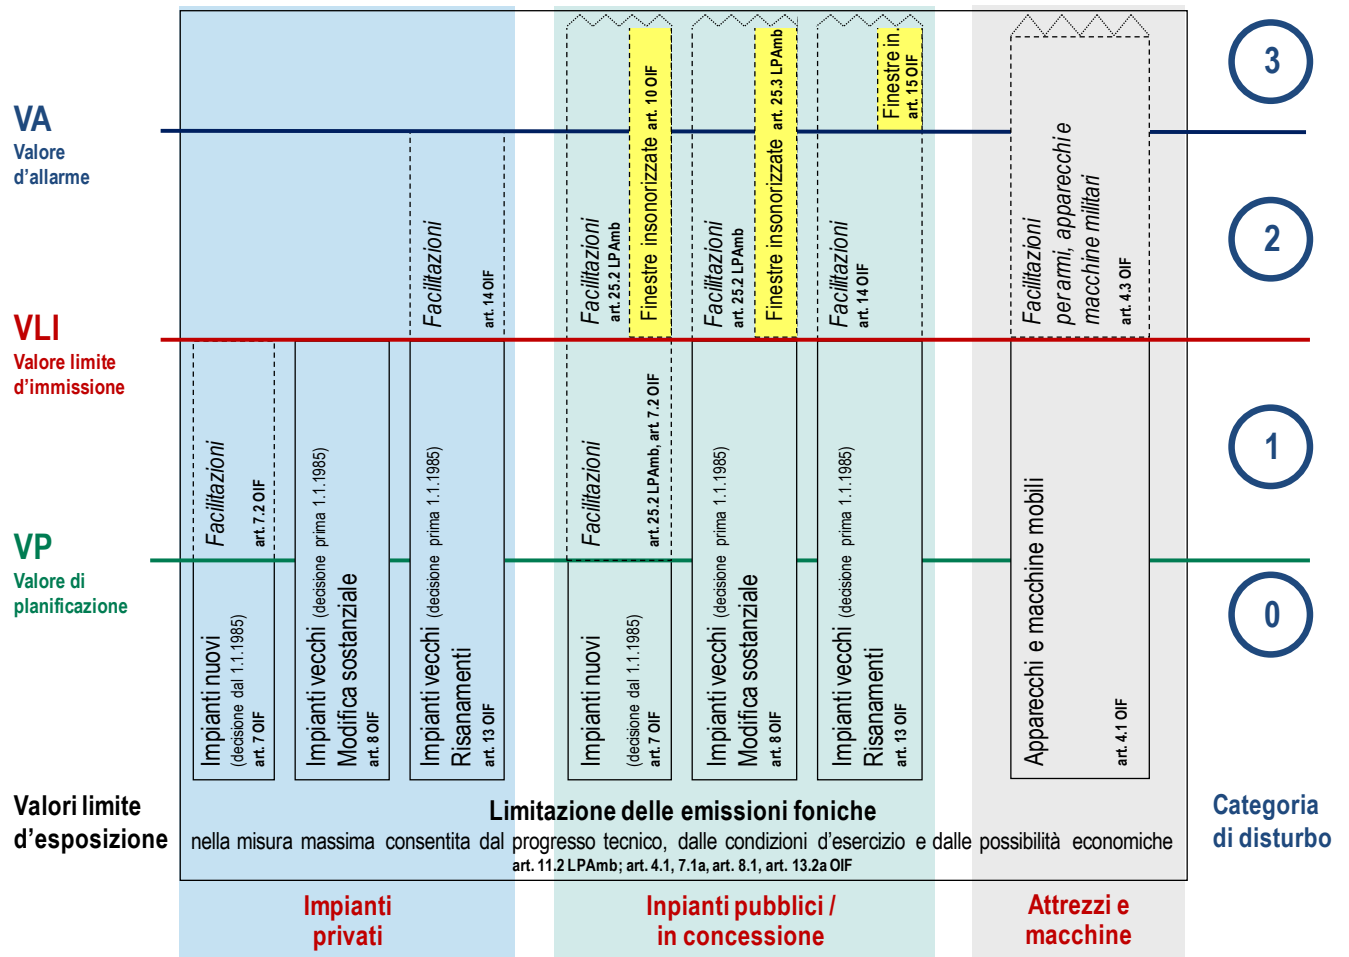 VA
Valore
d'allarme
VLI
Valore limite
d'immissione
VP
Valore di
planificazione
Valori limite
d'esposizione
Facilitazioni
art. 7.2 OIF
Impianti nuovi
(decisione dal 1.1.1985)
art. 7 OIF
Impianti vecchi (decisione prima 1.1.1985)
Modifica sostanziale
art. 8 OIF
Facilitazioni
art. 14 OIF
Impianti vecchi (decisione prima 1.1.1985)
Risanamenti
art. 13 OIF
Facilitazioni
art. 25.2 LPAmb
Finestre insonorizzate art. 10 OIF
Facilitazioni
art. 25.2 LPAmb, art. 7.2 OIF
Impianti nuovi
(decisione dal 1.1.1985)
art. 7 OIF
Facilitazioni
art. 25.2 LPAmb
Finestre insonorizzate art. 25.3 LPAmb
Impianti vecchi (decisione prima 1.1.1985)
Modifica sostanziale
art. 8 OIF
Finestre in.
art. 15 OIF
Facilitazioni
art. 14 OIF
Impianti vecchi (decisione prima 1.1.1985)
Risanamenti
art. 13 OIF
Facilitazioni
per armi, apparecchi e
macchine militari
art. 4.3 OIF
Apparecchi e macchine mobili
art. 4.1 OIF
3
2
1
0
Categoria
di disturbo
Limitazione delle emissioni foniche
nella misura massima consentita dal progresso tecnico, dalle condizioni d'esercizio e dalle possibilità economiche
art. 11.2 LPAmb; art. 4.1, 7.1a, art. 8.1, art. 13.2a OIF
Impianti
privati
Inpianti pubblici /
in concessione
Attrezzi e
macchine